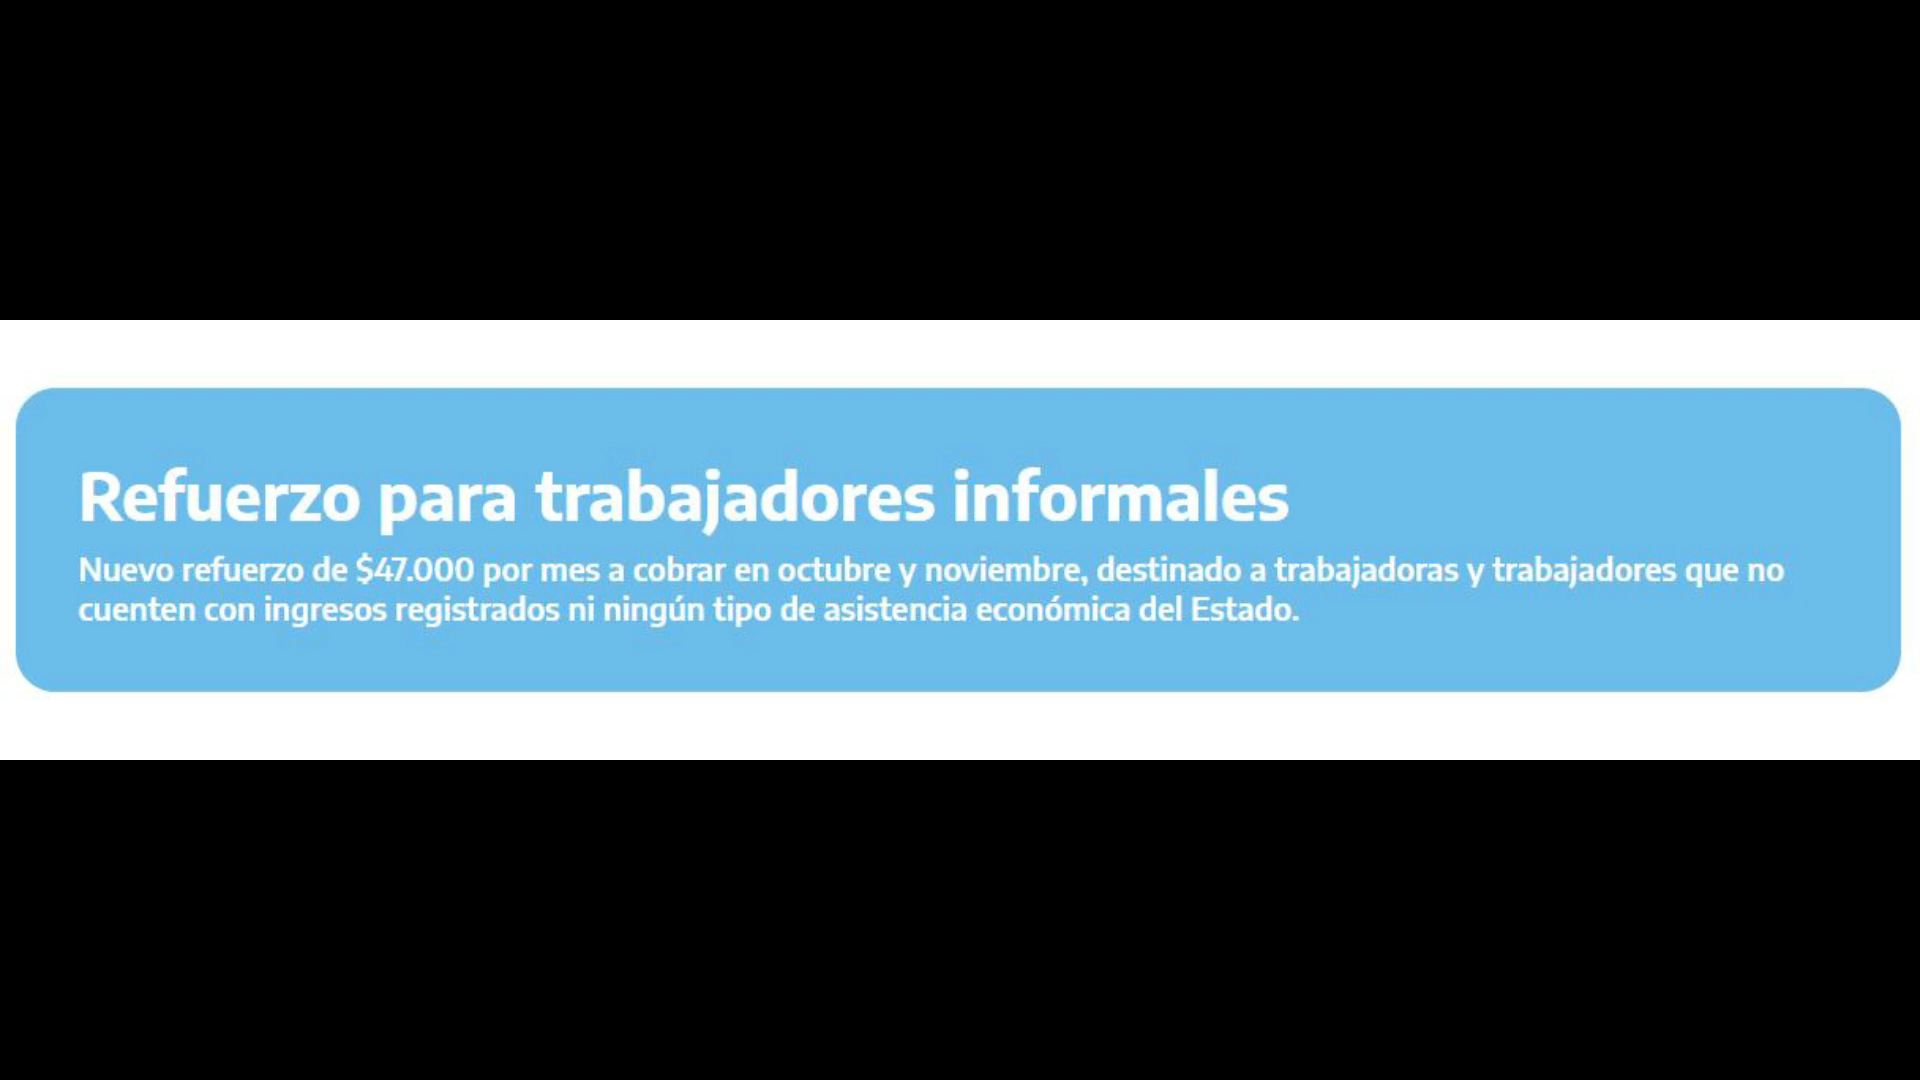 Refuerzo para trabajadores informales
Nuevo refuerzo de $47.000 por mes a cobrar en octubre y noviembre, destinado a trabajadoras y trabajadores que no
cuenten con ingresos registrados ni ningún tipo de asistencia económica del Estado.